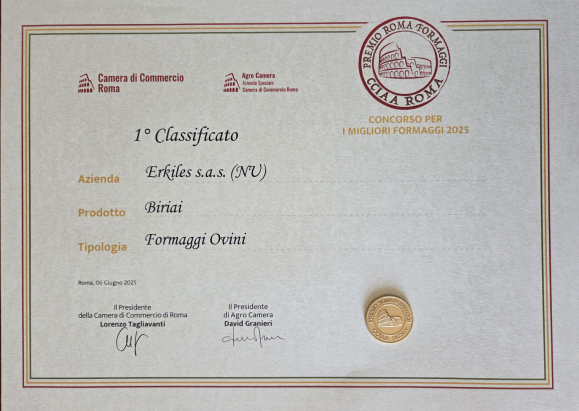 Camera di Commercio
Roma
Agro Camera
Azienda Speciale
Camera di Commercio Roma
PREMIO ROMA FORMAGGI
CCIAA ROMA
CONCORSO PER
I MIGLIORI FORMAGGI 2025
1° Classificato
Azienda Erkiles s.a.s. (NU)
Prodotto Biriai
Tipologia Formaggi Ovini
Roma, 06 Giugno 2025
Il Presidente
della Camera di Commercio di Roma
Lorenzo Tagliavanti
Il Presidente
di Agro Camera
David Granieri
CCIAA ROMA